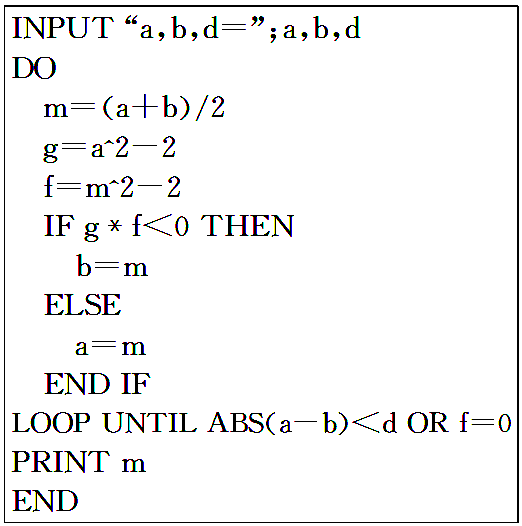 INPUT “a,b,d=”;a,b,d
DO
m=(a+b)/2
g=a^2-2
f=m^2-2
IF g*f<0 THEN
b=m
ELSE
a=m
END IF
LOOP UNTIL ABS(a-b)<d OR f=0
PRINT m
END